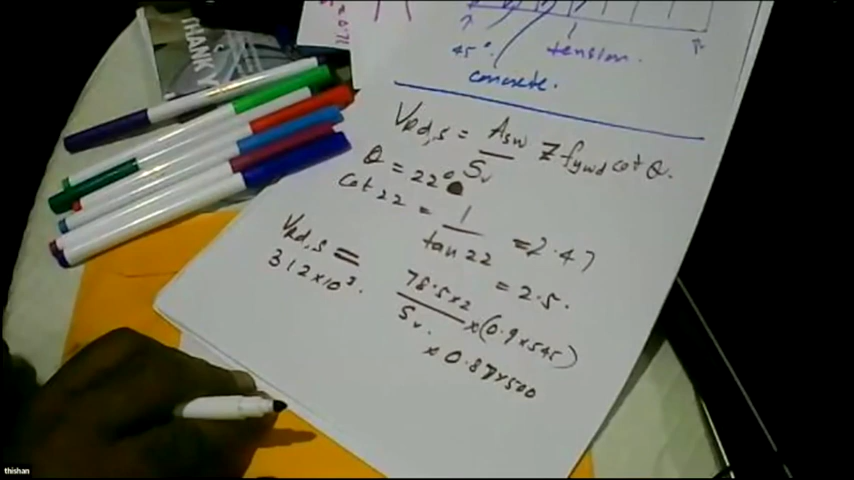 THANK Y
45°. tension.
concrete.
VRd,s = Asw/Sv z fywd cot θ.
θ = 22°
cot 22 = 1/tan 22 = 2.47
= 2.5.
VRd,s =
312×10³. 78.5×2/Sv. ×(0.9×545)
× 0.87×500
thishan